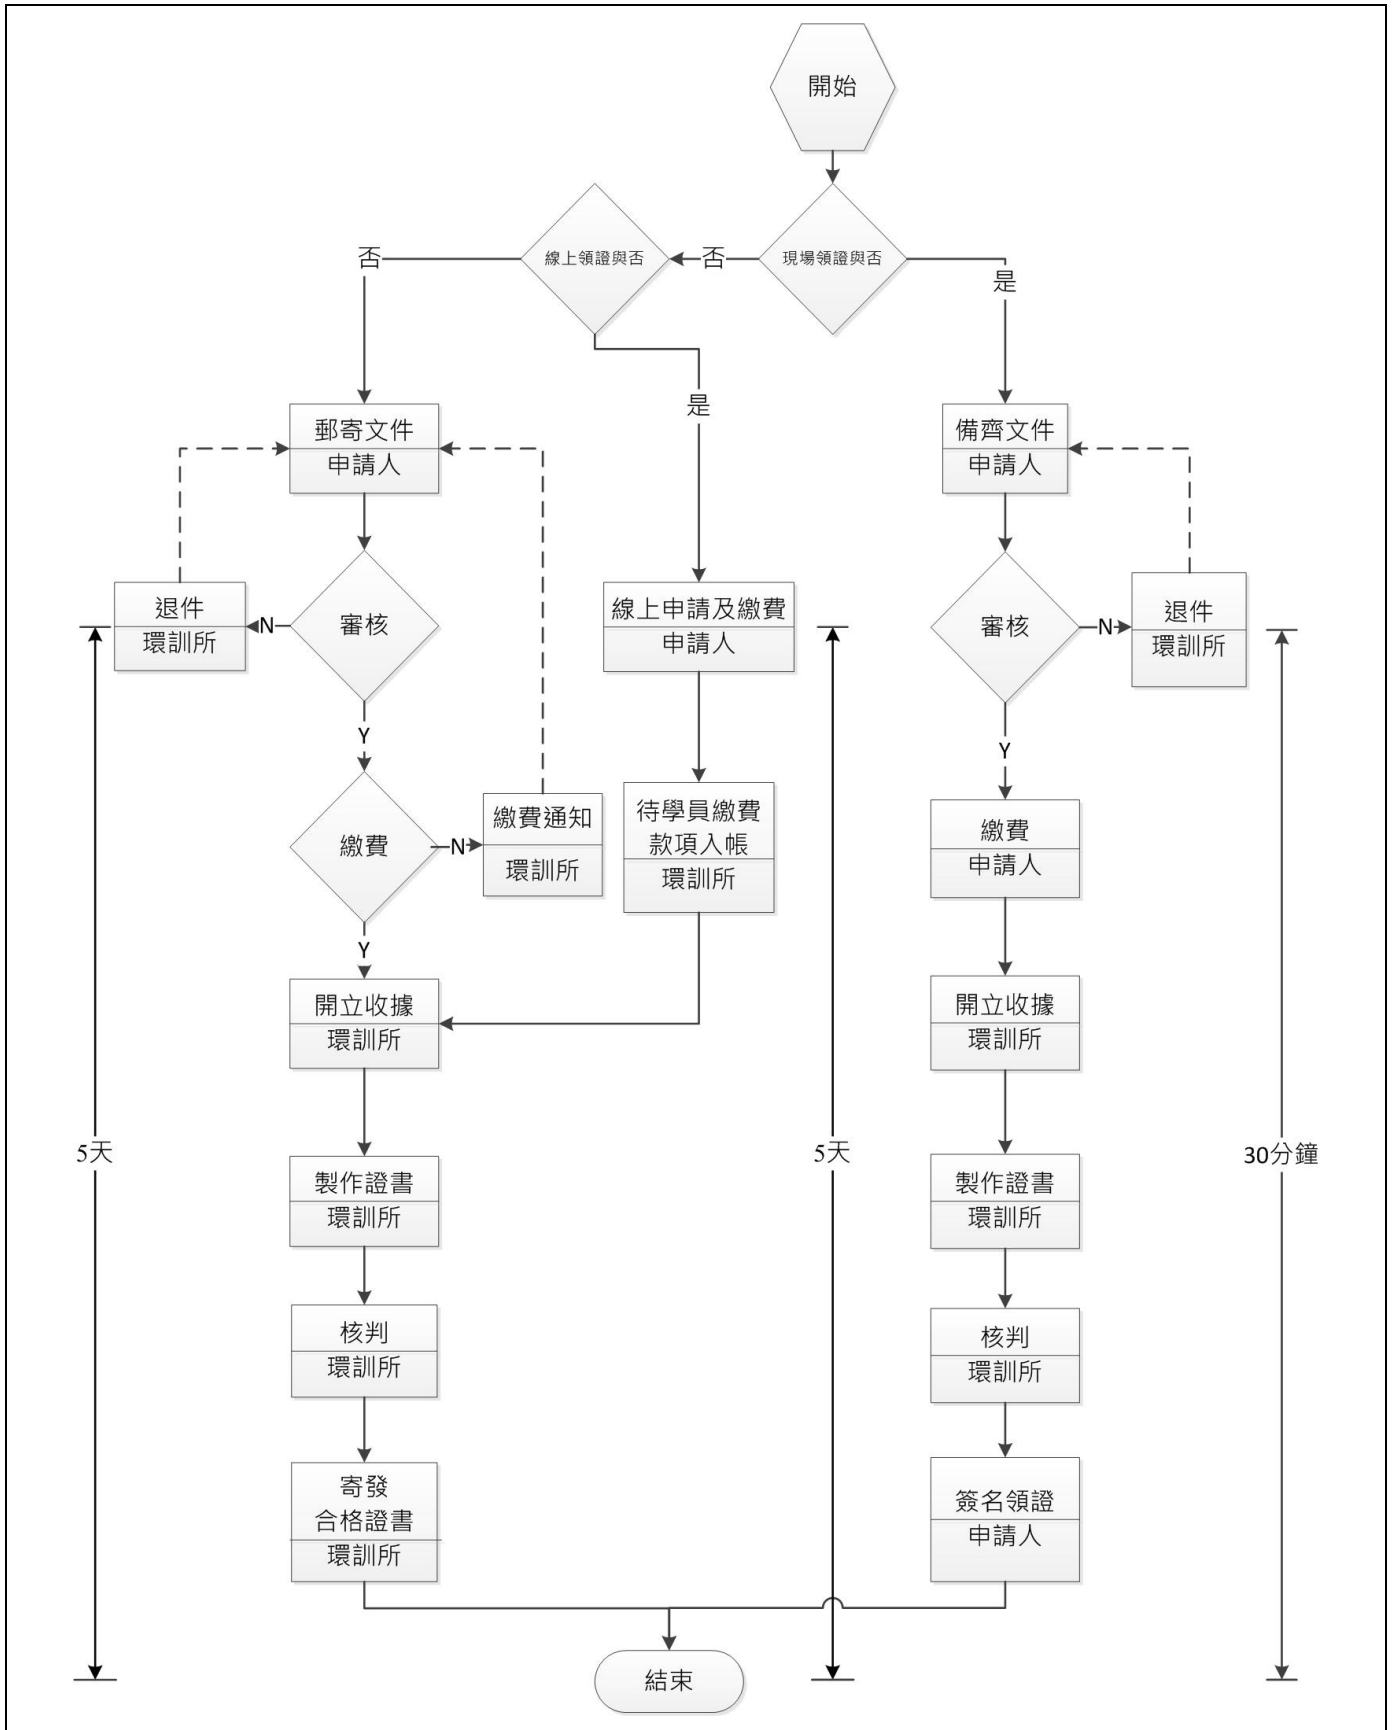 開始
否
線上領證與否
否
現場領證與否
是
郵寄文件
申請人
是
備齊文件
申請人
退件
環訓所
N
審核
線上申請及繳費
申請人
審核
N
退件
環訓所
Y
Y
繳費
N
繳費通知
環訓所
待學員繳費
款項入帳
環訓所
繳費
申請人
Y
開立收據
環訓所
開立收據
環訓所
5天
5天
30分鐘
製作證書
環訓所
製作證書
環訓所
核判
環訓所
核判
環訓所
寄發
合格證書
環訓所
簽名領證
申請人
結束